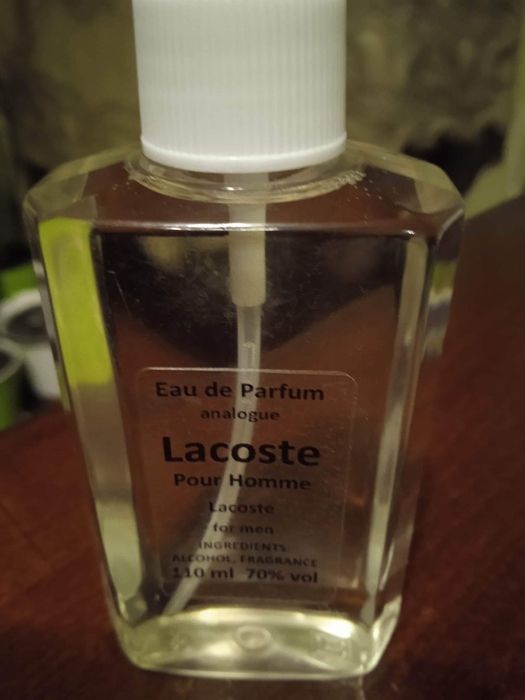 Eau de Parfum
analogue
Lacoste
Pour Homme
Lacoste
for men
INGREDIENTS:
ALCOHOL, FRAGRANCE
110 ml 70% vol